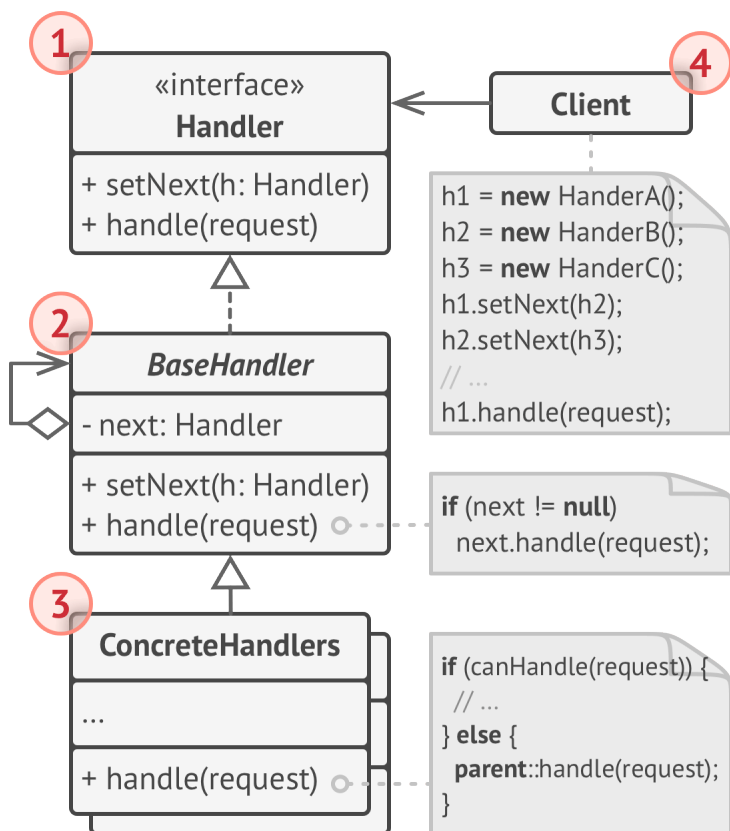 1
«interface»
Handler
+ setNext(h: Handler)
+ handle(request)
4
Client
h1 = new HanderA();
h2 = new HanderB();
h3 = new HanderC();
h1.setNext(h2);
h2.setNext(h3);
// ...
h1.handle(request);
2
BaseHandler
- next: Handler
+ setNext(h: Handler)
+ handle(request)
if (next != null)
next.handle(request);
3
ConcreteHandlers
...
+ handle(request)
if (canHandle(request)) {
// ...
} else {
parent::handle(request);
}